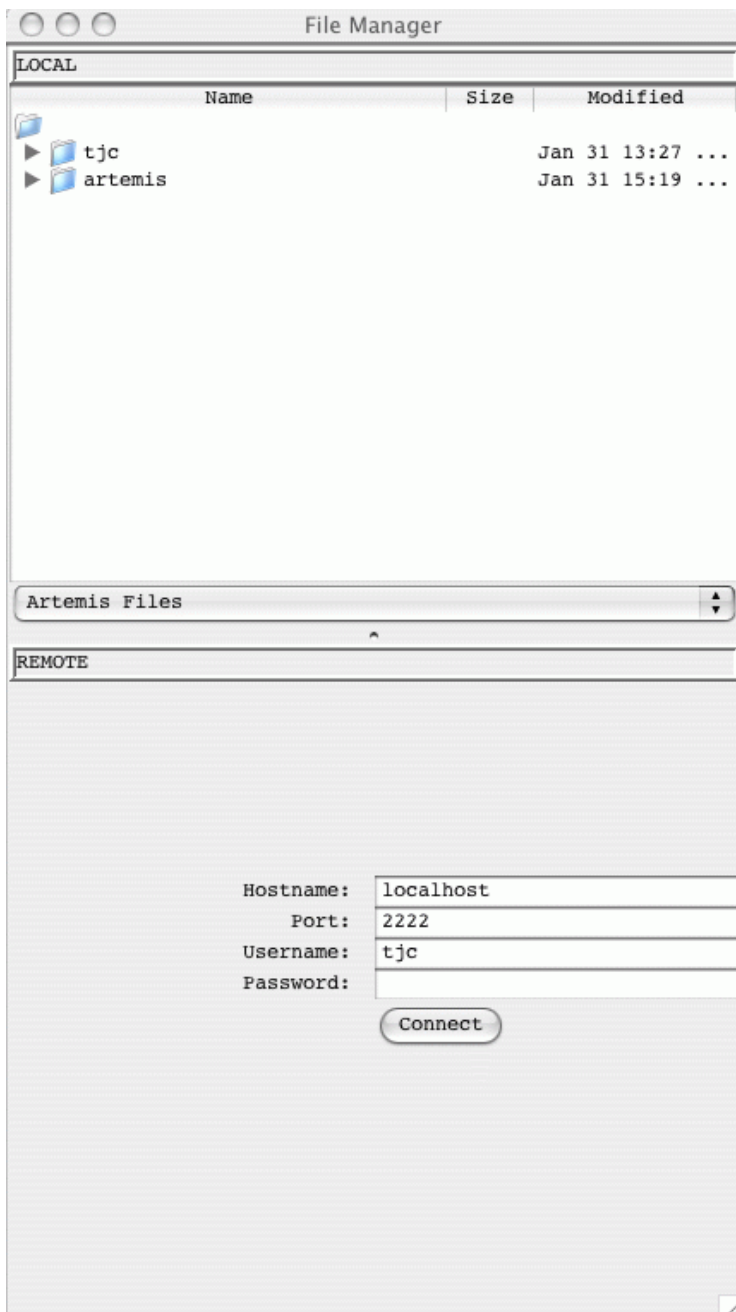 File Manager
LOCAL
Name Size Modified
tjc Jan 31 13:27 ...
artemis Jan 31 15:19 ...
Artemis Files
REMOTE
Hostname: localhost
Port: 2222
Username: tjc
Password:
Connect